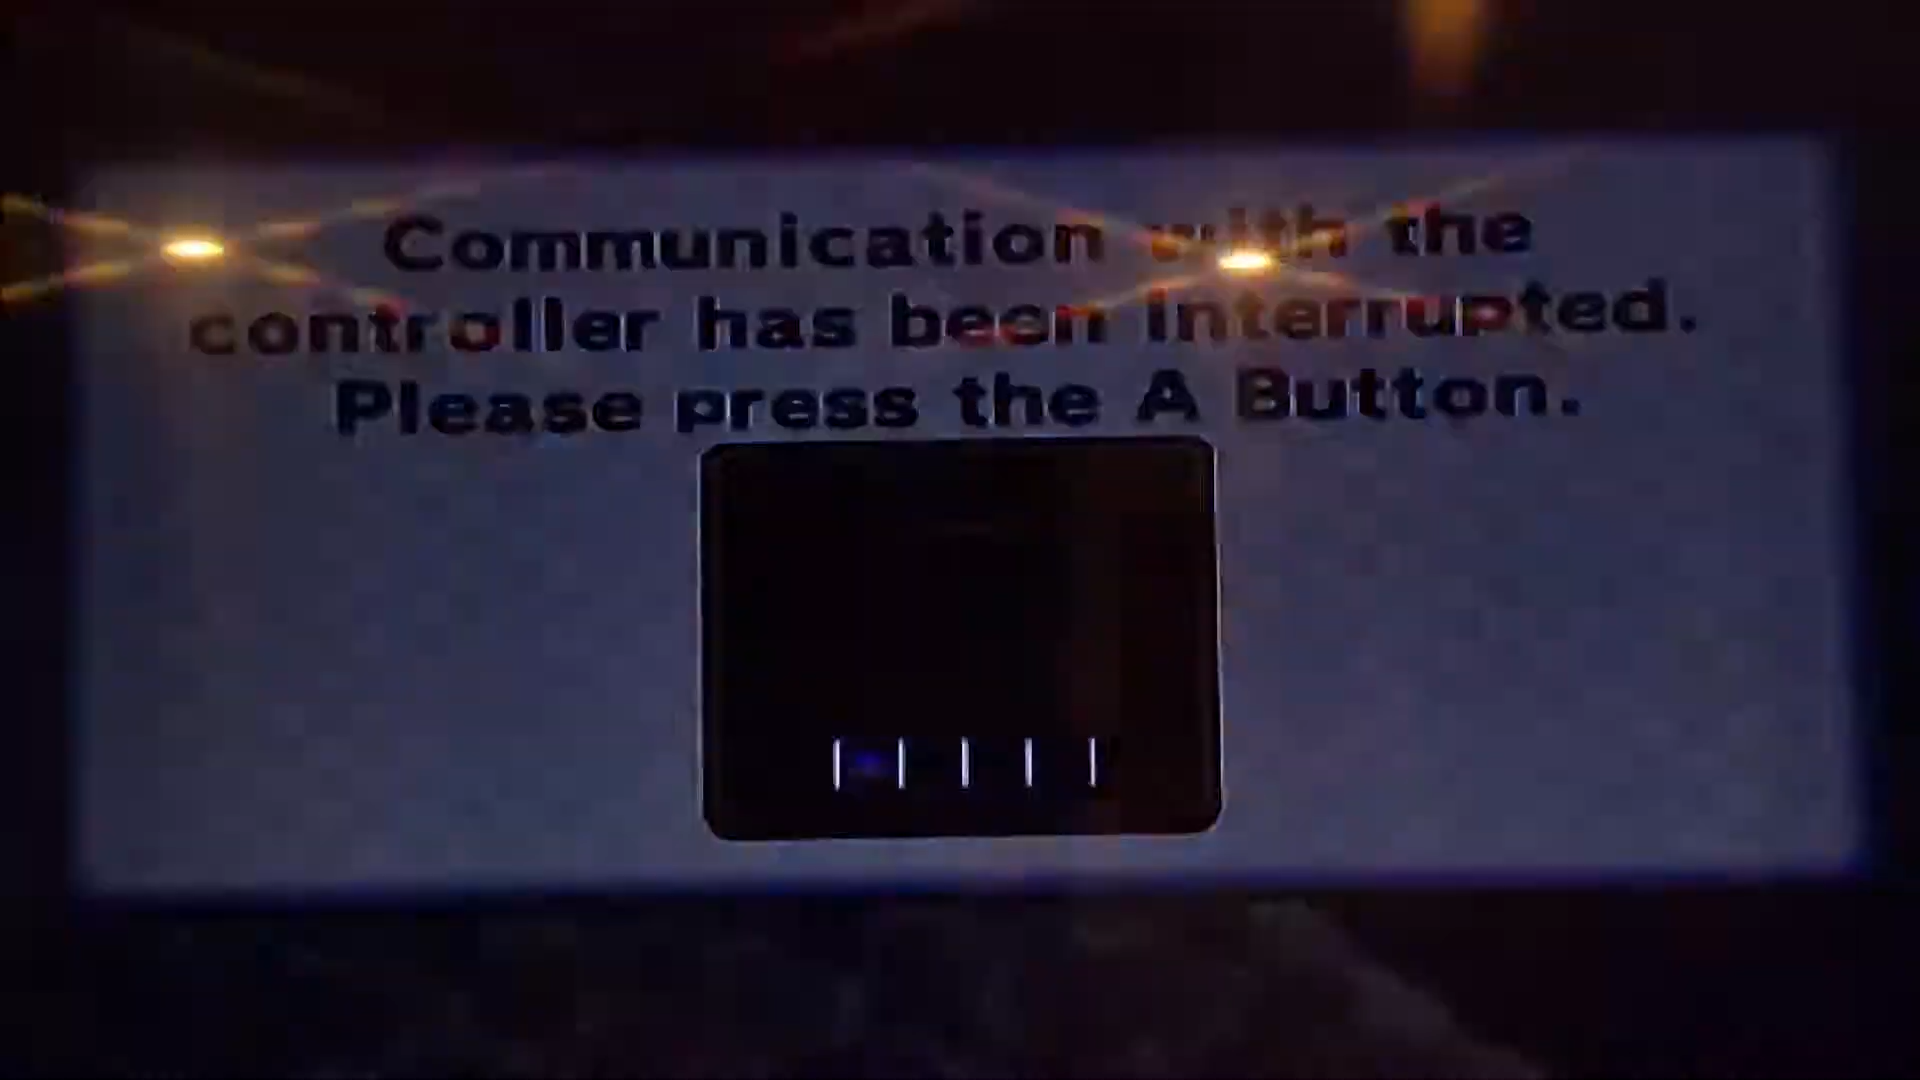 Communication with the
controller has been interrupted.
Please press the A Button.